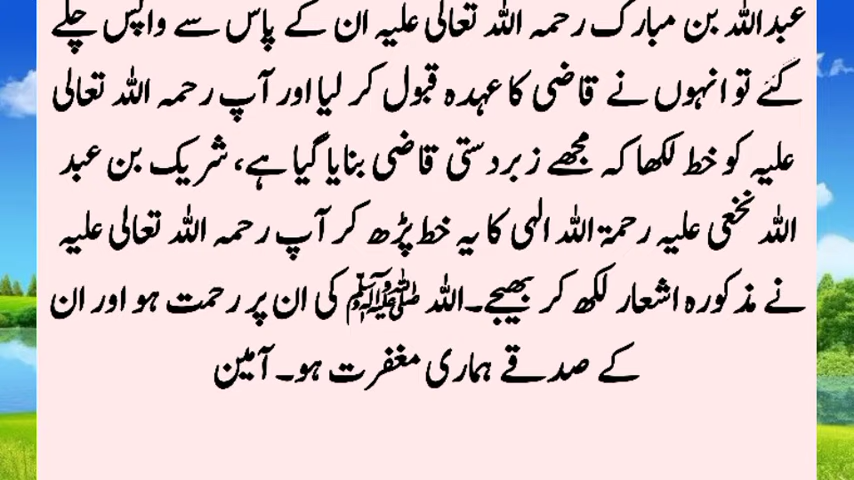 عبداللہ بن مبارک رحمہ اللہ تعالی علیہ ان کے پاس سے واپس چلے
گئے تو انہوں نے قاضی کا عہدہ قبول کر لیا اور آپ رحمہ اللہ تعالی
علیہ کو خط لکھا کہ مجھے زبردستی قاضی بنایا گیا ہے، شریک بن عبد
اللہ نخعی علیہ رحمۃ اللہ الہی کا یہ خط پڑھ کر آپ رحمہ اللہ تعالی علیہ
نے مذکورہ اشعار لکھ کر بھیجے۔اللہ ﷺ کی ان پر رحمت ہو اور ان
کے صدقے ہماری مغفرت ہو۔ آمین